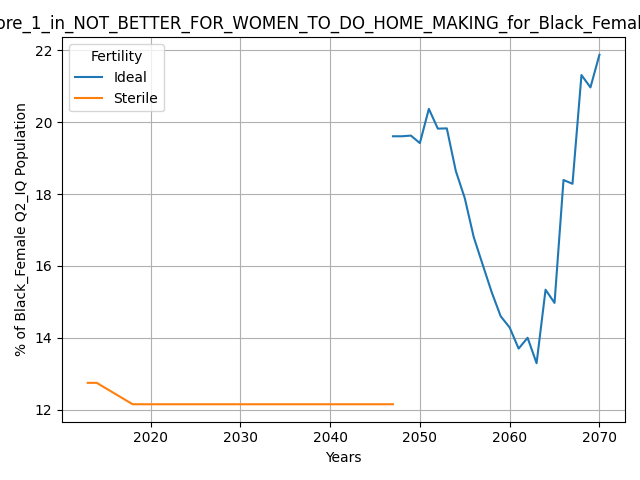 ore_1_in_NOT_BETTER_FOR_WOMEN_TO_DO_HOME_MAKING_for_Black_Femal
Fertility
Ideal
Sterile
% of Black_Female Q2_IQ Population
22
20
18
16
14
12
2020
2030
2040
2050
2060
2070
Years